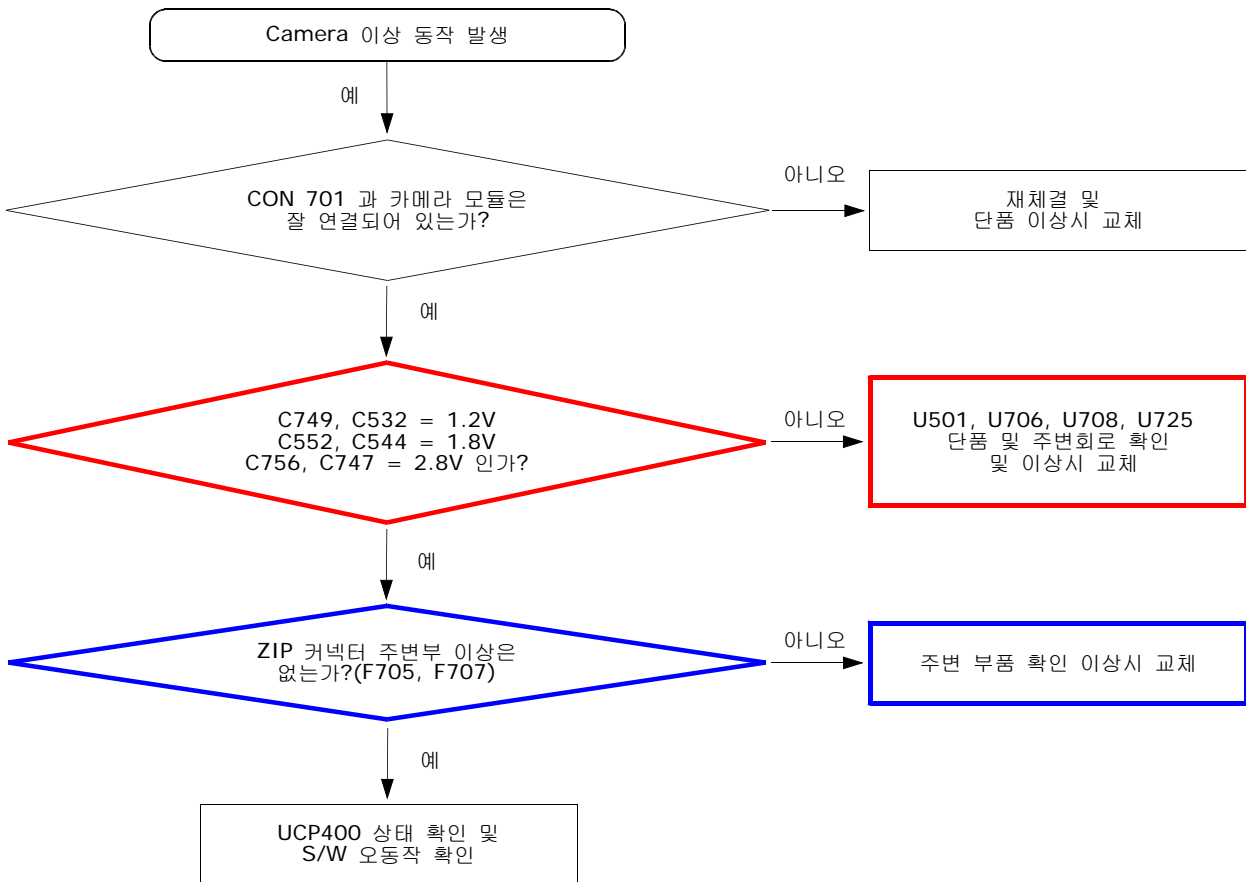 Camera 이상 동작 발생
예
CON 701 과 카메라 모듈은
잘 연결되어 있는가?
아니오
재체결 및
단품 이상시 교체
예
C749, C532 = 1.2V
C552, C544 = 1.8V
C756, C747 = 2.8V 인가?
아니오
U501, U706, U708, U725
단품 및 주변회로 확인
및 이상시 교체
예
ZIP 커넥터 주변부 이상은
없는가?(F705, F707)
아니오
주변 부품 확인 이상시 교체
예
UCP400 상태 확인 및
S/W 오동작 확인